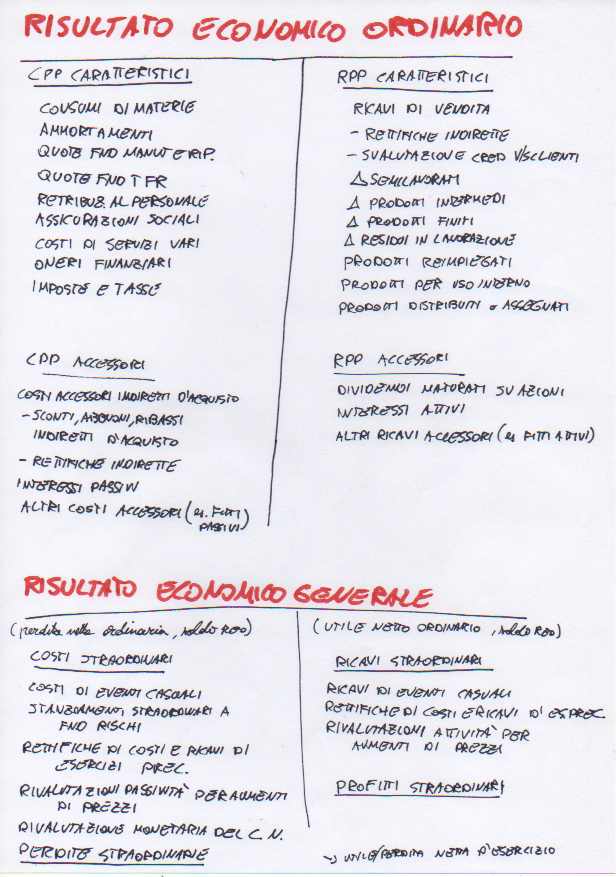 RISULTATO ECONOMICO ORDINARIO
CPP CARATTERISTICI
CONSUMI DI MATERIE
AMMORTAMENTI
QUOTE FND MANUT E RIP.
QUOTE FND TFR
RETRIBUZ. AL PERSONALE
ASSICURAZIONI SOCIALI
COSTI DI SERVIZI VARI
ONERI FINANZIARI
IMPOSTE E TASSE
RPP CARATTERISTICI
RICAVI DI VENDITA
- RETTIFICHE INDIRETTE
- SVALUTAZIONE CRED V/S CLIENTI
Δ SEMILAVORATI
Δ PRODOTTI INTERMEDI
Δ PRODOTTI FINITI
Δ RESIDUI IN LAVORAZIONE
PRODOTTI REIMPIEGATI
PRODOTTI PER USO INTERNO
PRODOTTI DISTRIBUITI o ASSEGNATI
CPP ACCESSORI
COSTI ACCESSORI INDIRETTI D'ACQUISTO
- SCONTI, ABBUONI, RIBASSI
INDIRETTI D'ACQUISTO
- RETTIFICHE INDIRETTE
INTERESSI PASSIVI
ALTRI COSTI ACCESSORI (es. FITTI
PASSIVI)
RPP ACCESSORI
DIVIDENDI MATURATI SU AZIONI
INTERESSI ATTIVI
ALTRI RICAVI ACCESSORI (es FITTI ATTIVI)
RISULTATO ECONOMICO GENERALE
(perdita netta ordinaria, saldo REO)
COSTI STRAORDINARI
COSTI DI EVENTI CASUALI
STANZIAMENTI STRAORDINARI A
FND RISCHI
RETTIFICHE DI COSTI E RICAVI DI
ESERCIZI PREC.
RIVALUTAZIONI PASSIVITÀ PER AUMENTI
DI PREZZI
RIVALUTAZIONE MONETARIA DEL C.N.
PERDITE STRAORDINARIE
(UTILE NETTO ORDINARIO, saldo REO)
RICAVI STRAORDINARI
RICAVI DI EVENTI CASUALI
RETTIFICHE DI COSTI E RICAVI D' ES PREC.
RIVALUTAZIONI ATTIVITÀ PER
AUMENTI DI PREZZI
PROFITTI STRAORDINARI
→ UTILE/PERDITA NETTA D'ESERCIZIO